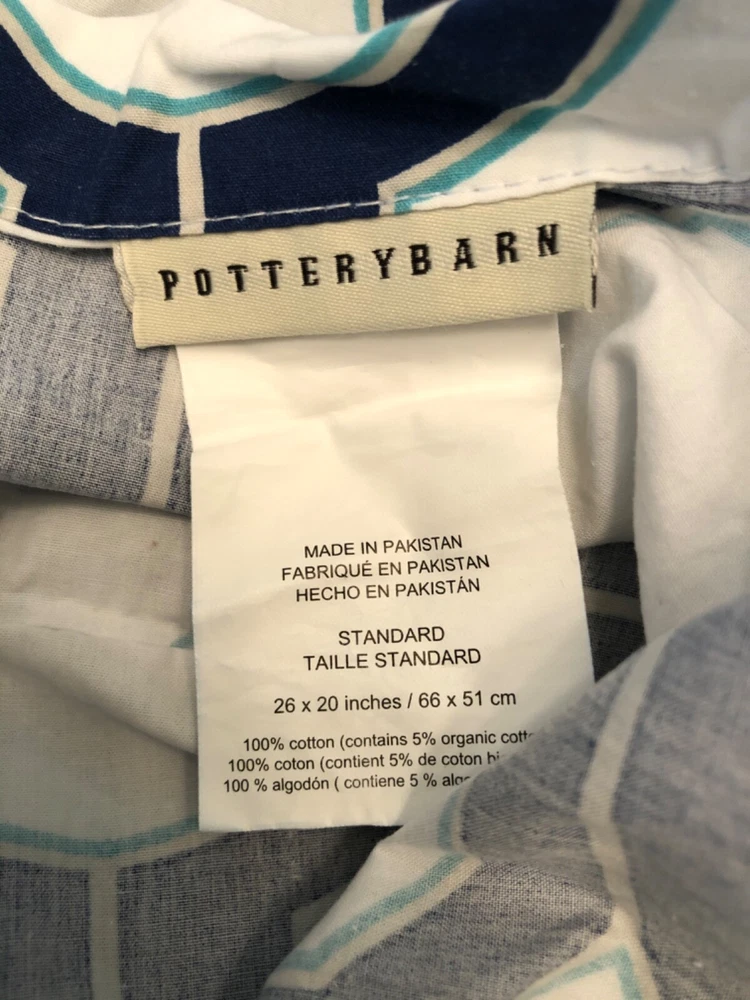 POTTERYBARN
MADE IN PAKISTAN
FABRIQUÉ EN PAKISTAN
HECHO EN PAKISTÁN
STANDARD
TAILLE STANDARD
26 x 20 inches / 66 x 51 cm
100% cotton (contains 5% organic
100% coton (contient 5% de coton
100 % algodón ( contiene 5 %